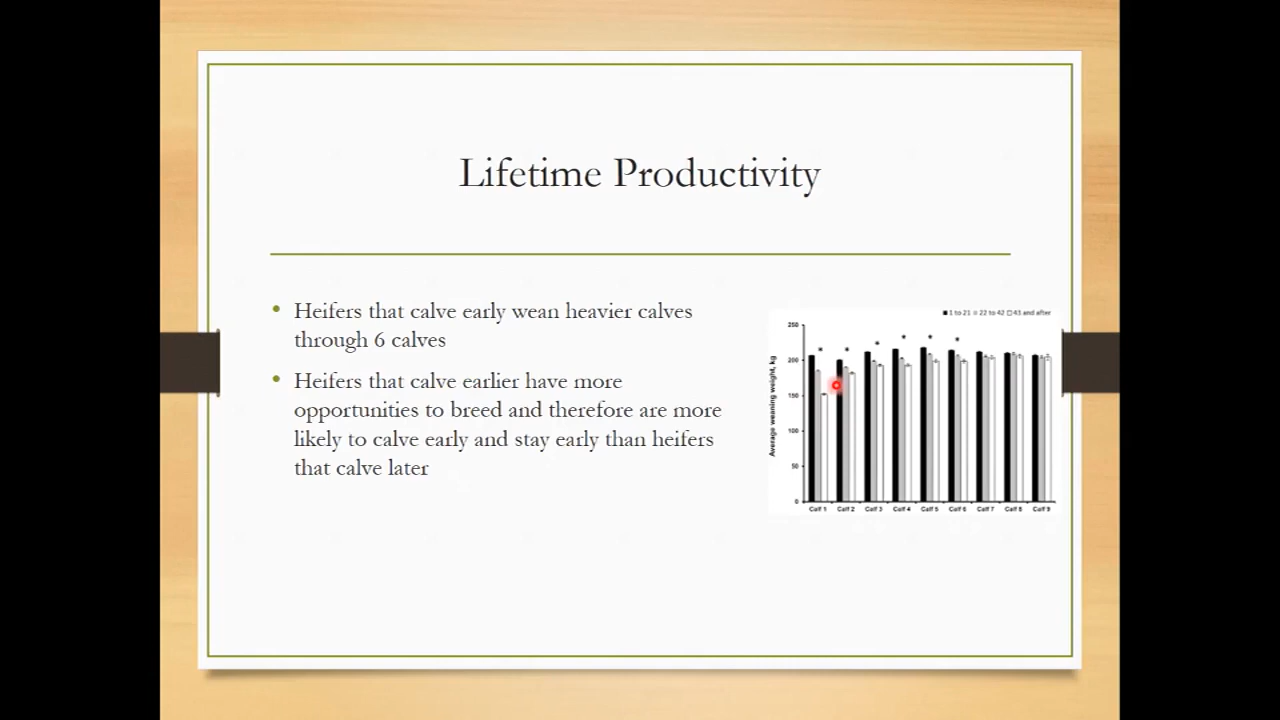 Lifetime Productivity
• Heifers that calve early wean heavier calves
through 6 calves
• Heifers that calve earlier have more
opportunities to breed and therefore are more
likely to calve early and stay early than heifers
that calve later
1 to 21 22 to 42 43 and after
Average weaning weight, kg
250
200
150
100
50
0
* * * * * *
Calf 1 Calf 2 Calf 3 Calf 4 Calf 5 Calf 6 Calf 7 Calf 8 Calf 9